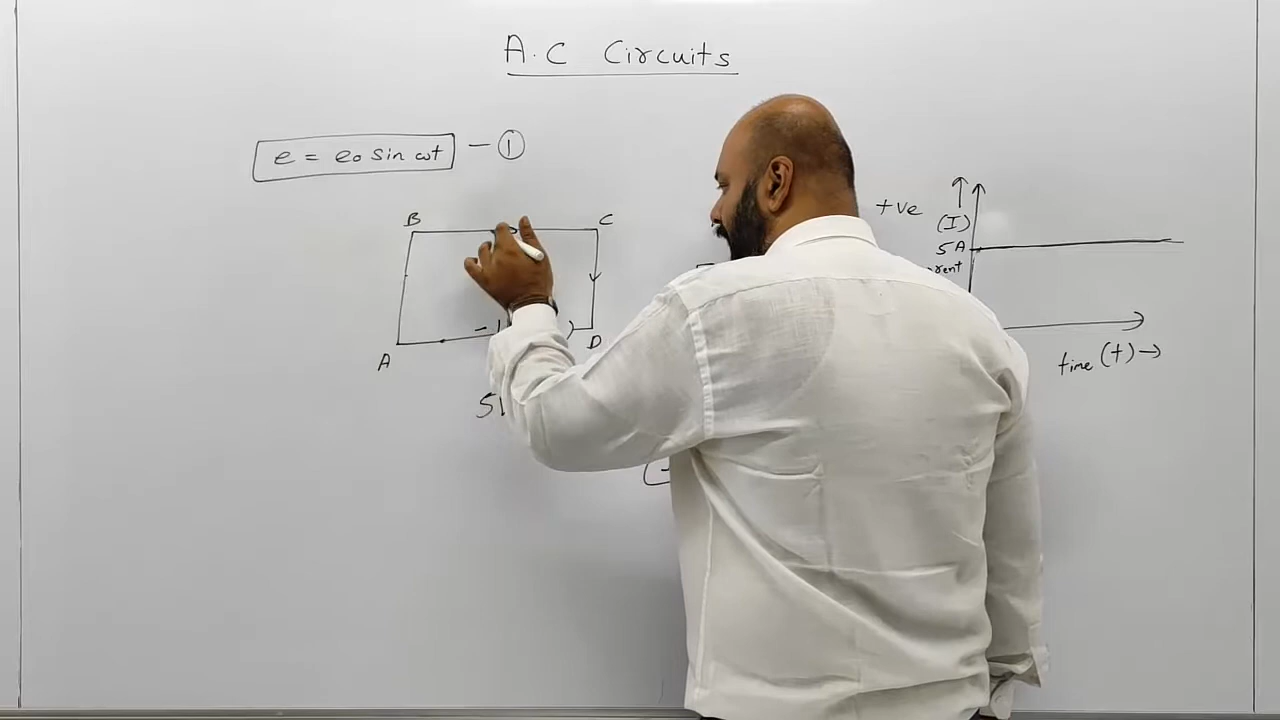 A.C Circuits
e = e₀ sin ωt — ①
B
C
+ve
(I)
5A
A
D
time (t) →